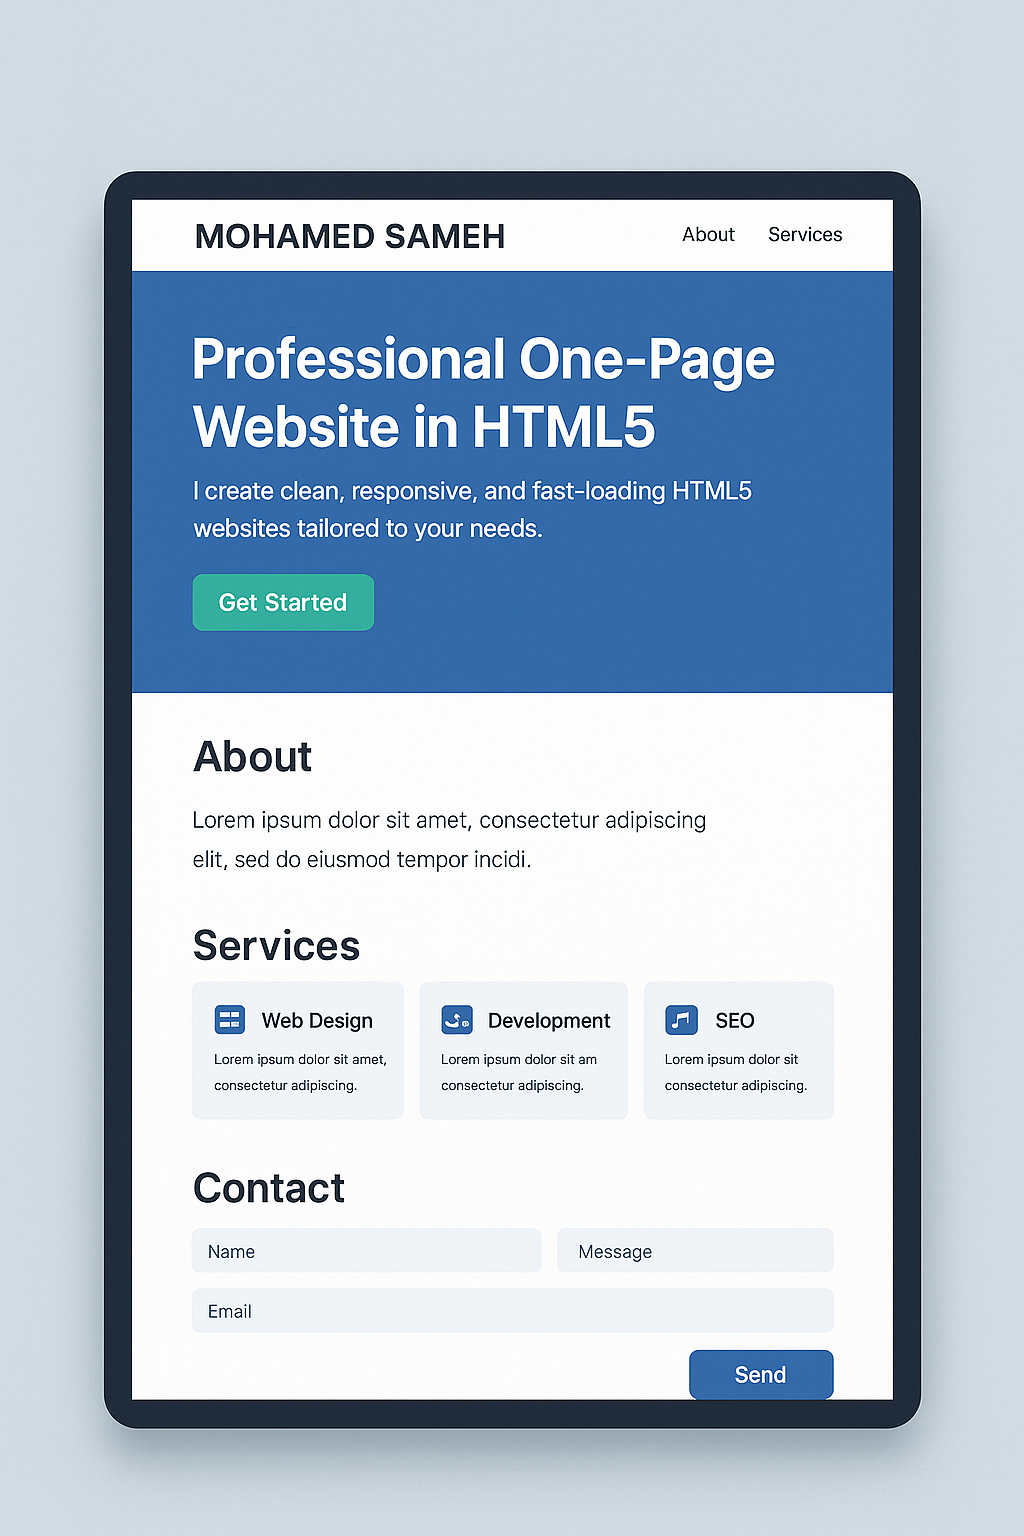 MOHAMED SAMEH
About Services
Professional One-Page
Website in HTML5
I create clean, responsive, and fast-loading HTML5
websites tailored to your needs.
Get Started
About
Lorem ipsum dolor sit amet, consectetur adipiscing
elit, sed do eiusmod tempor incidi.
Services
Web Design
Lorem ipsum dolor sit amet,
consectetur adipiscing.
Development
Lorem ipsum dolor sit am
consectetur adipiscing.
SEO
Lorem ipsum dolor sit
consectetur adipiscing.
Contact
Name
Message
Email
Send